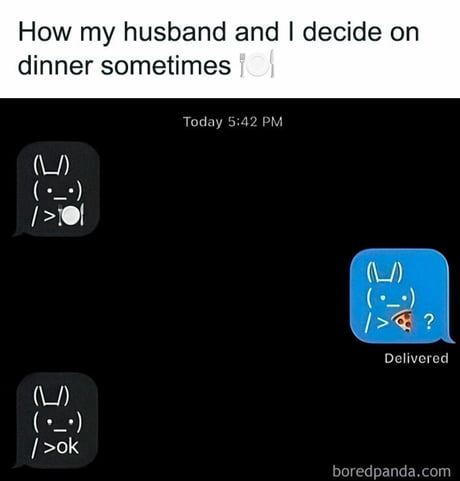 How my husband and I decide on
dinner sometimes 🍽️
Today 5:42 PM
(\_/)
(·_·)
/ >🍽️
(\_/)
(·_·)
/ >🍕 ?
Delivered
(\_/)
(·_·)
/ >ok
boredpanda.com